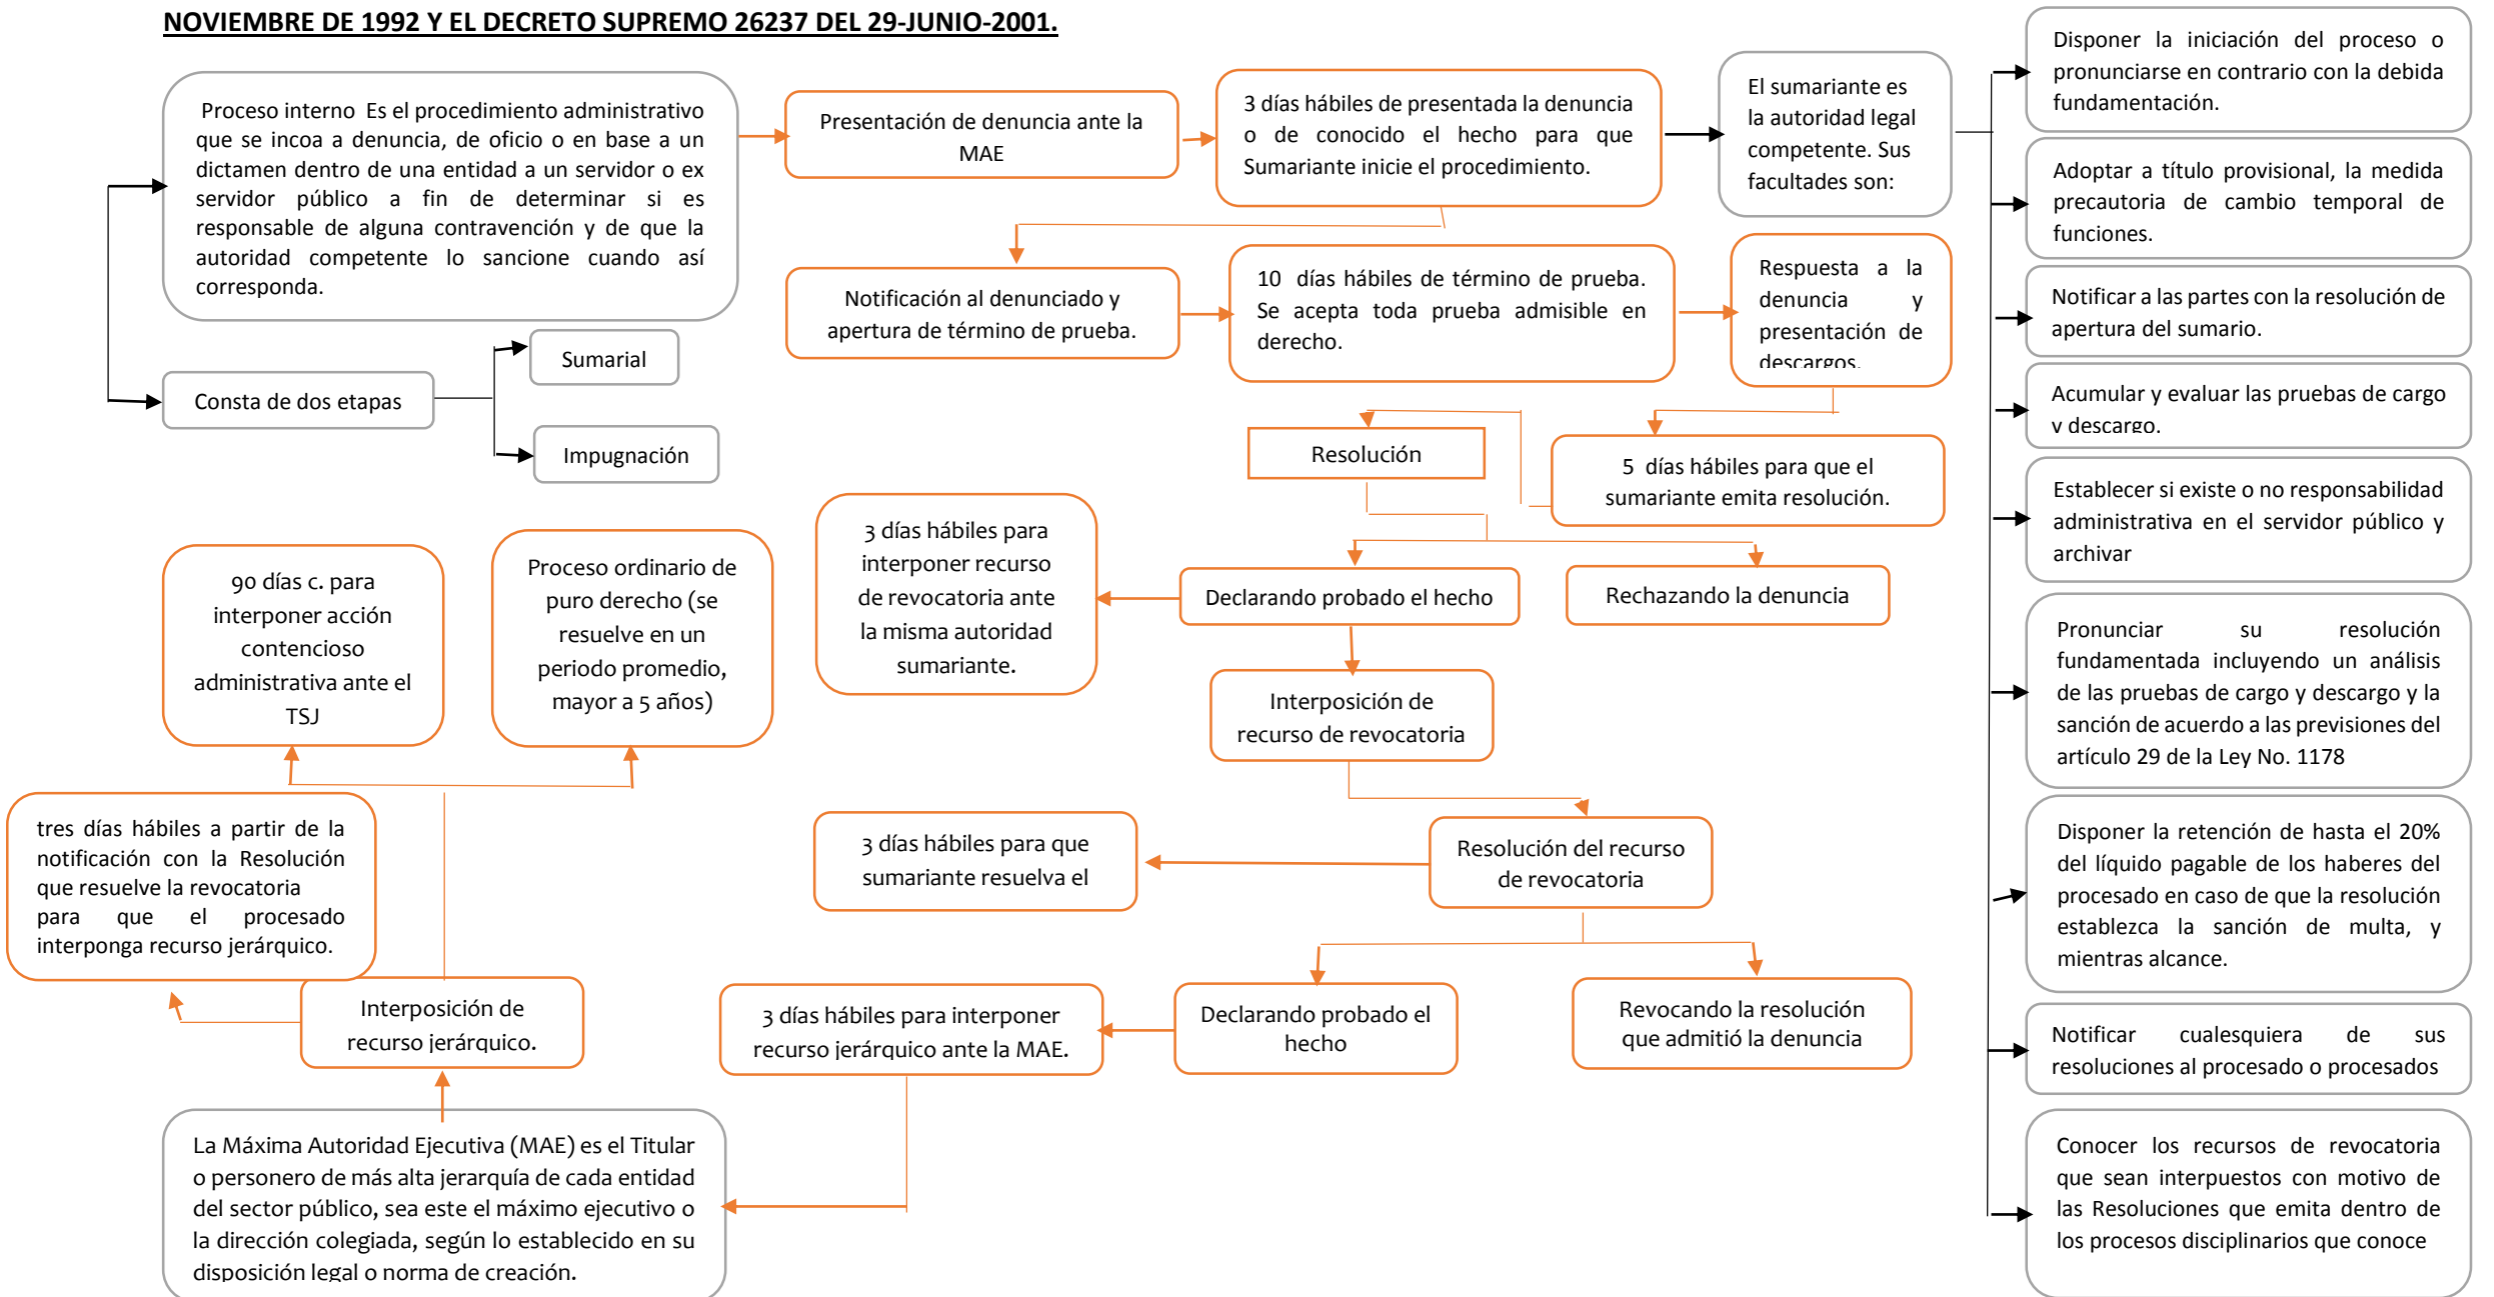 NOVIEMBRE DE 1992 Y EL DECRETO SUPREMO 26237 DEL 29-JUNIO-2001.
Proceso interno Es el procedimiento administrativo
que se incoa a denuncia, de oficio o en base a un
dictamen dentro de una entidad a un servidor o ex
servidor público a fin de determinar si es
responsable de alguna contravención y de que la
autoridad competente lo sancione cuando así
corresponda.
Consta de dos etapas
Sumarial
Impugnación
Presentación de denuncia ante la
MAE
3 días hábiles de presentada la denuncia
o de conocido el hecho para que
Sumariante inicie el procedimiento.
El sumariante es
la autoridad legal
competente. Sus
facultades son:
Disponer la iniciación del proceso o
pronunciarse en contrario con la debida
fundamentación.
Adoptar a título provisional, la medida
precautoria de cambio temporal de
funciones.
Notificar a las partes con la resolución de
apertura del sumario.
Acumular y evaluar las pruebas de cargo
y descargo.
Establecer si existe o no responsabilidad
administrativa en el servidor público y
archivar
Pronunciar su resolución
fundamentada incluyendo un análisis
de las pruebas de cargo y descargo y la
sanción de acuerdo a las previsiones del
artículo 29 de la Ley No. 1178
Disponer la retención de hasta el 20%
del líquido pagable de los haberes del
procesado en caso de que la resolución
establezca la sanción de multa, y
mientras alcance.
Notificar cualesquiera de sus
resoluciones al procesado o procesados
Conocer los recursos de revocatoria
que sean interpuestos con motivo de
las Resoluciones que emita dentro de
los procesos disciplinarios que conoce
Notificación al denunciado y
apertura de término de prueba.
10 días hábiles de término de prueba.
Se acepta toda prueba admisible en
derecho.
Respuesta a la
denuncia y
presentación de
descargos.
5 días hábiles para que el
sumariante emita resolución.
Resolución
Declarando probado el hecho
Rechazando la denuncia
3 días hábiles para
interponer recurso
de revocatoria ante
la misma autoridad
sumariante.
Interposición de
recurso de revocatoria
Resolución del recurso
de revocatoria
3 días hábiles para que
sumariante resuelva el
Declarando probado el
hecho
Revocando la resolución
que admitió la denuncia
3 días hábiles para interponer
recurso jerárquico ante la MAE.
La Máxima Autoridad Ejecutiva (MAE) es el Titular
o personero de más alta jerarquía de cada entidad
del sector público, sea este el máximo ejecutivo o
la dirección colegiada, según lo establecido en su
disposición legal o norma de creación.
Interposición de
recurso jerárquico.
tres días hábiles a partir de la
notificación con la Resolución
que resuelve la revocatoria
para que el procesado
interponga recurso jerárquico.
90 días c. para
interponer acción
contencioso
administrativa ante el
TSJ
Proceso ordinario de
puro derecho (se
resuelve en un
periodo promedio,
mayor a 5 años)